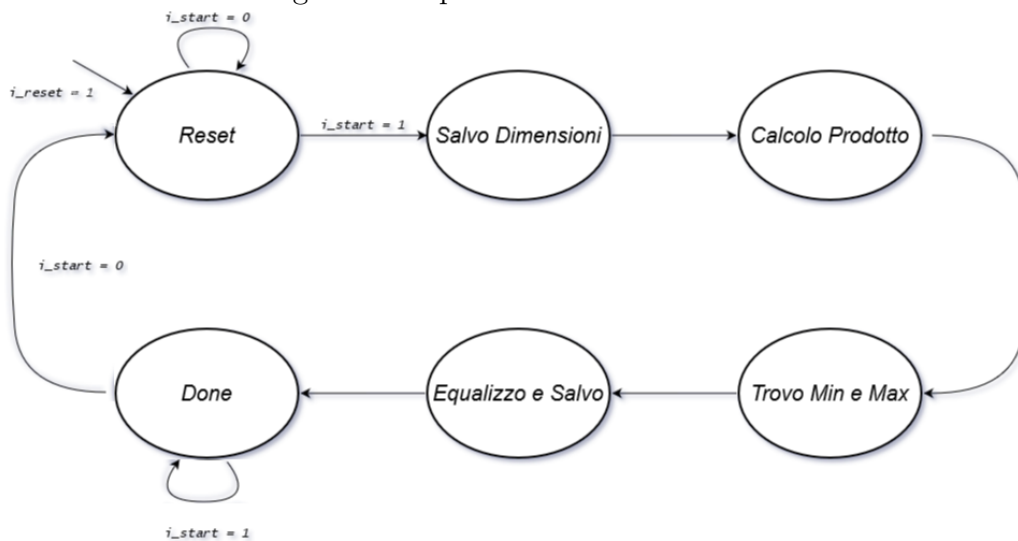 i_start = 0
i_reset = 1
Reset
i_start = 1
Salvo Dimensioni
Calcolo Prodotto
i_start = 0
Done
Equalizzo e Salvo
Trovo Min e Max
i_start = 1